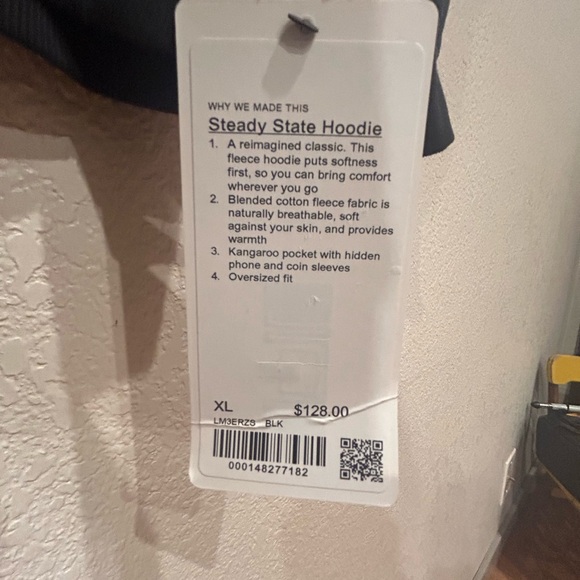 WHY WE MADE THIS
Steady State Hoodie
1. A reimagined classic. This
fleece hoodie puts softness
first, so you can bring comfort
wherever you go
2. Blended cotton fleece fabric is
naturally breathable, soft
against your skin, and provides
warmth
3. Kangaroo pocket with hidden
phone and coin sleeves
4. Oversized fit
XL $128.00
LM3ERZS BLK
000148277182